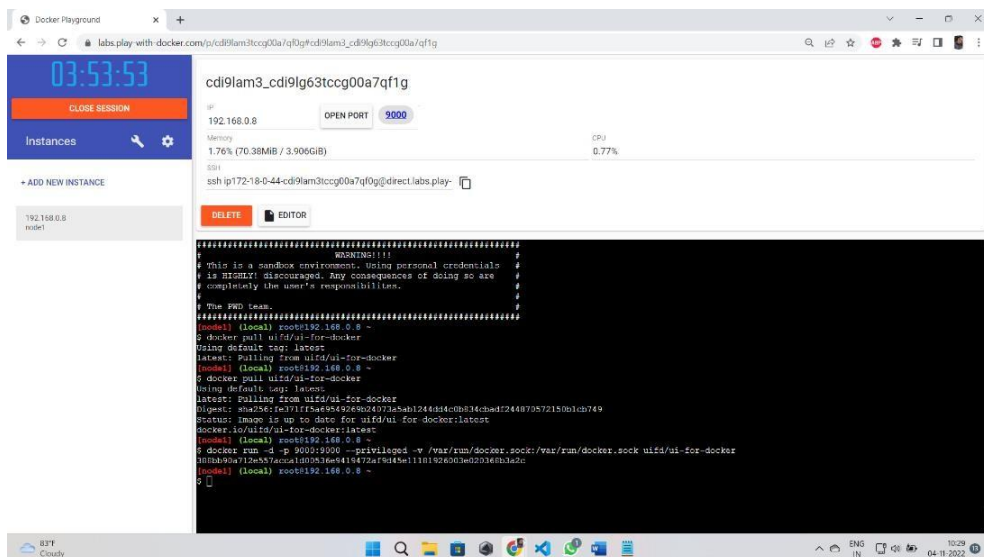 Docker Playground
labs.play-with-docker.com/p/cdi9lam3tccg00a7qf0g#cdi9lam3_cdi9lg63tccg00a7qf1g
03:53:53
CLOSE SESSION
Instances
+ ADD NEW INSTANCE
192.168.0.8
node1
cdi9lam3_cdi9lg63tccg00a7qf1g
IP
192.168.0.8
OPEN PORT
9000
Memory
1.76% (70.38MiB / 3.906GiB)
CPU
0.77%
SSH
ssh ip172-18-0-44-cdi9lam3tccg00a7qf0g@direct.labs.play-
DELETE
EDITOR
###############################################################
# WARNING!!!! #
# This is a sandbox environment. Using personal credentials #
# is HIGHLY! discouraged. Any consequences of doing so are #
# completely the user's responsibilites. #
# #
# The PWD team. #
###############################################################
[node1] (local) root@192.168.0.8 ~
$ docker pull uifd/ui-for-docker
Using default tag: latest
latest: Pulling from uifd/ui-for-docker
[node1] (local) root@192.168.0.8 ~
$ docker pull uifd/ui-for-docker
Using default tag: latest
latest: Pulling from uifd/ui-for-docker
Digest:
Status: Image is up to date for uifd/ui-for-docker:latest
docker.io/uifd/ui-for-docker:latest
[node1] (local) root@192.168.0.8 ~
$ docker run -d -p 9000:9000 --privileged -v /var/run/docker.sock:/var/run/docker.sock uifd/ui-for-docker
[node1] (local) root@192.168.0.8 ~
$
83°F
Cloudy
ENG
IN
10:29
04-11-2022